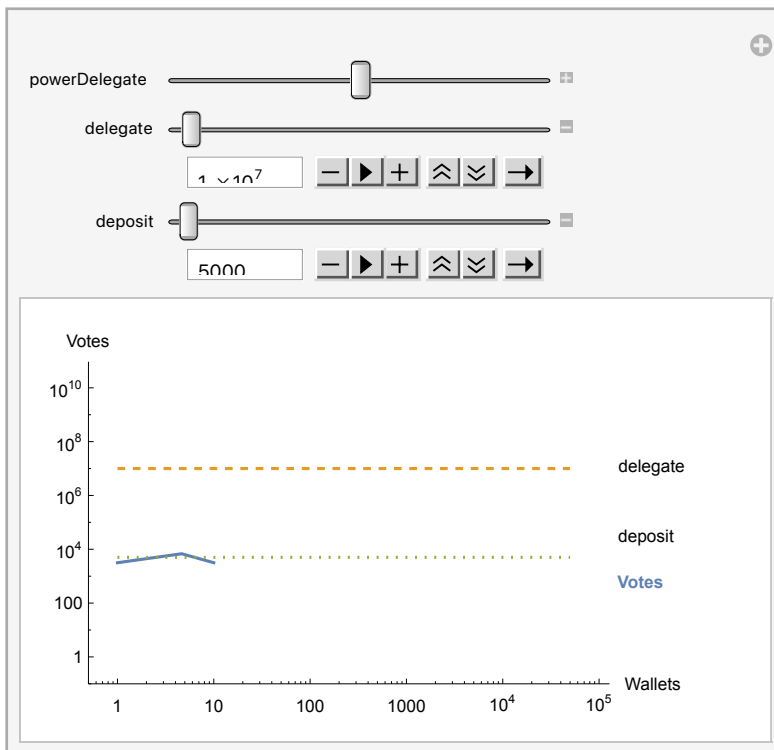 powerDelegate
delegate
1. ×10^7
deposit
5000
Votes
10^10
10^8
10^6
10^4
100
1
delegate
deposit
Votes
Wallets
1 10 100 1000 10^4 10^5